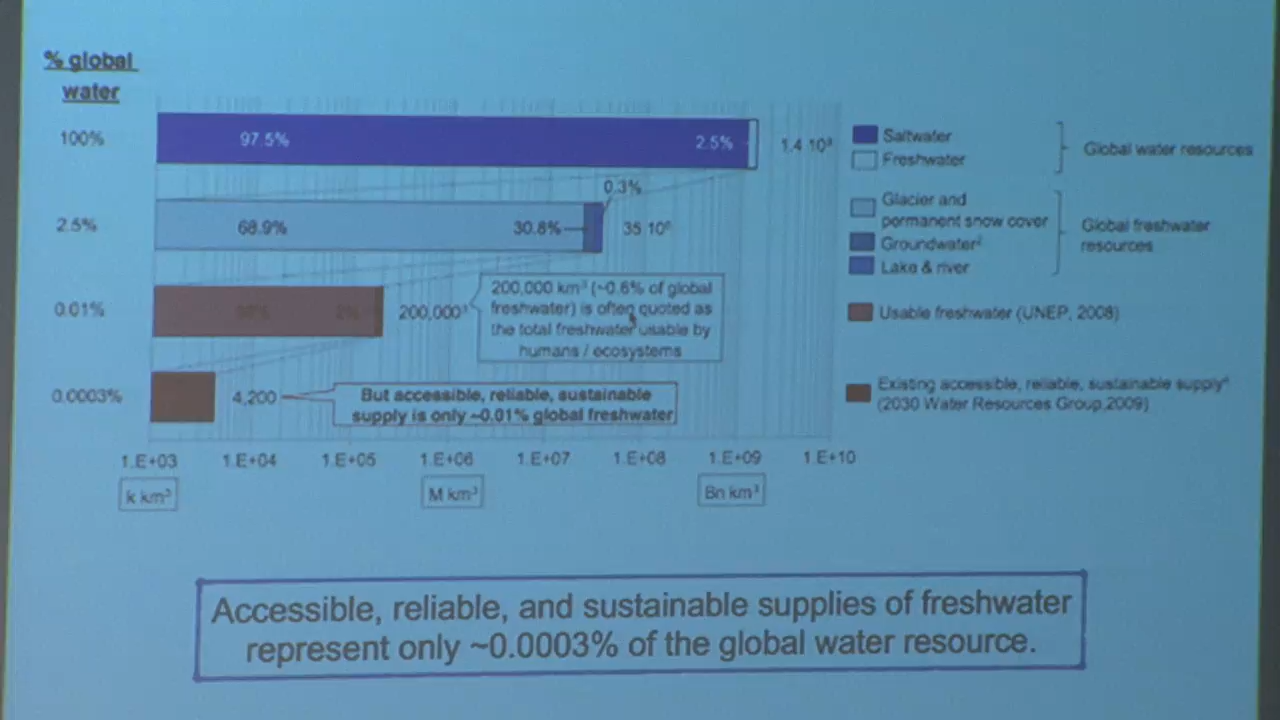 % global
water
100%
97.5%
2.5%
1.4 10⁹
0.3%
2.5%
68.9%
30.8%
35 10⁶
0.01%
200,000³
200,000 km³ (~0.6% of global
freshwater) is often quoted as
the total freshwater usable by
humans / ecosystems
0.0003%
4,200
But accessible, reliable, sustainable
supply is only ~0.01% global freshwater
1.E+03
1.E+04
1.E+05
1.E+06
1.E+07
1.E+08
1.E+09
1.E+10
k km³
M km³
Bn km³
Saltwater
Freshwater
Global water resources
Glacier and
permanent snow cover
Groundwater²
Lake & river
Global freshwater
resources
Usable freshwater (UNEP, 2008)
Existing accessible, reliable, sustainable supply⁴
(2030 Water Resources Group,2009)
Accessible, reliable, and sustainable supplies of freshwater
represent only ~0.0003% of the global water resource.